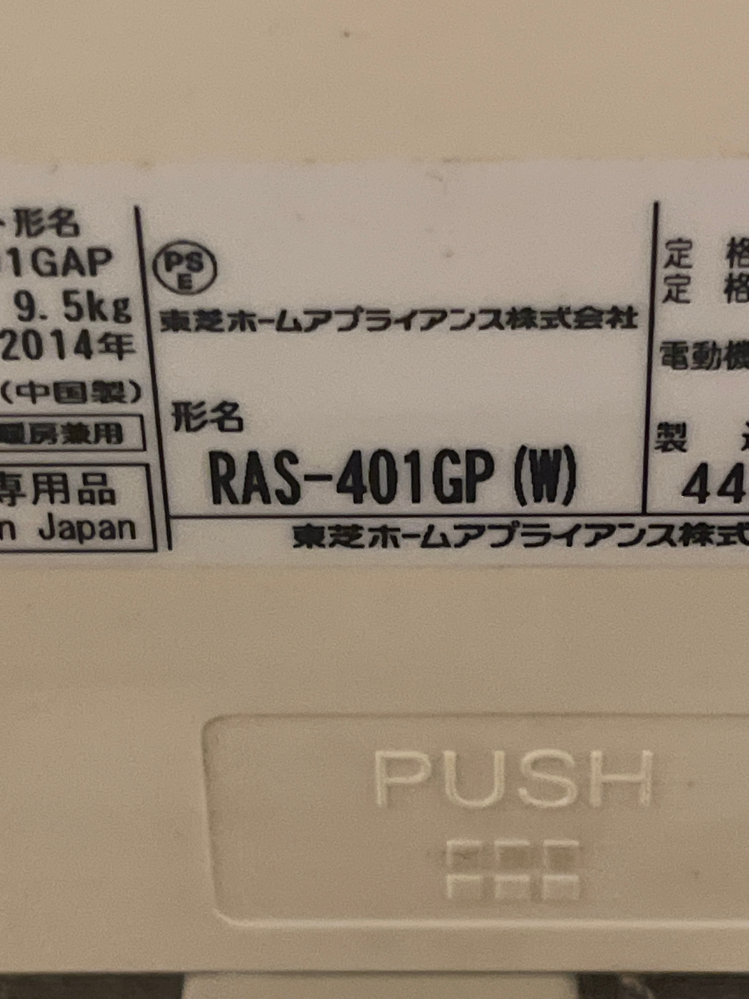 形名
1GAP
9.5kg
2014年
(中国製)
暖房兼用
専用品
n Japan
PS
E
東芝ホームアプライアンス株式会社
形名
RAS-401GP(W)
東芝ホームアプライアンス株式
定 格
定 格
電動機
製
44
PUSH